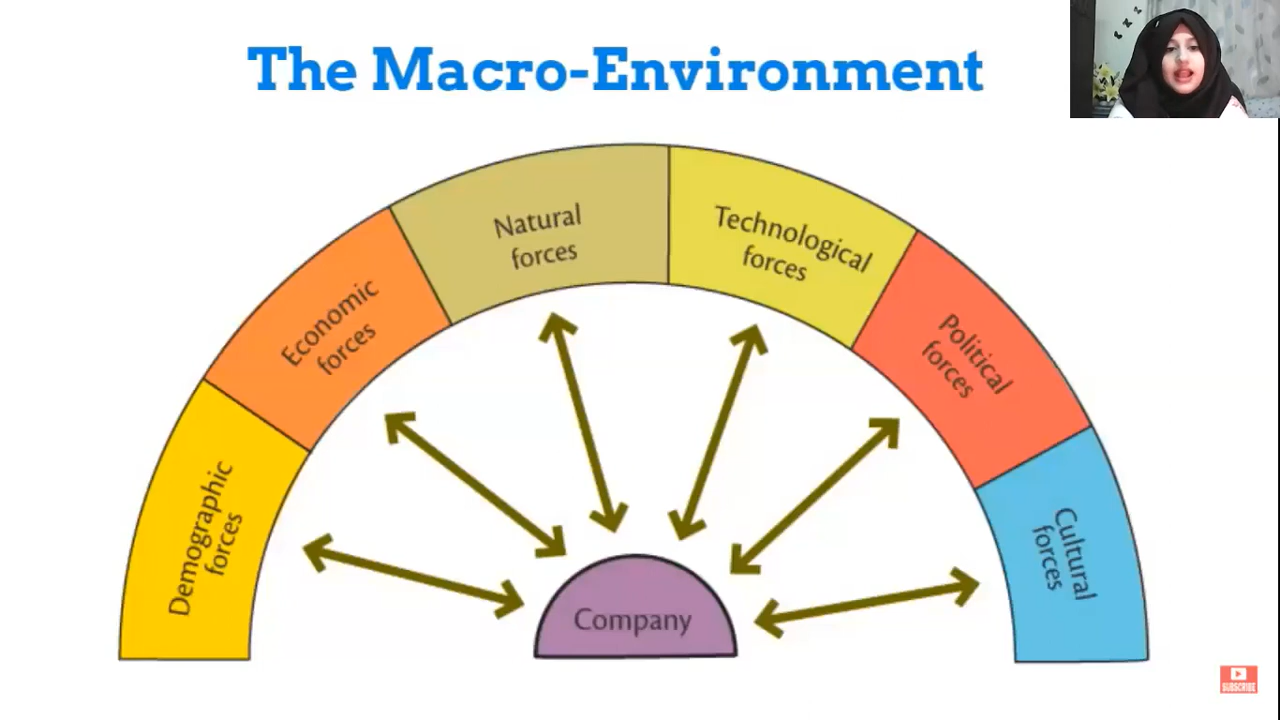 The Macro-Environment
Demographic
forces
Economic
forces
Natural
forces
Technological
forces
Political
forces
Cultural
forces
Company
SUBSCRIBE